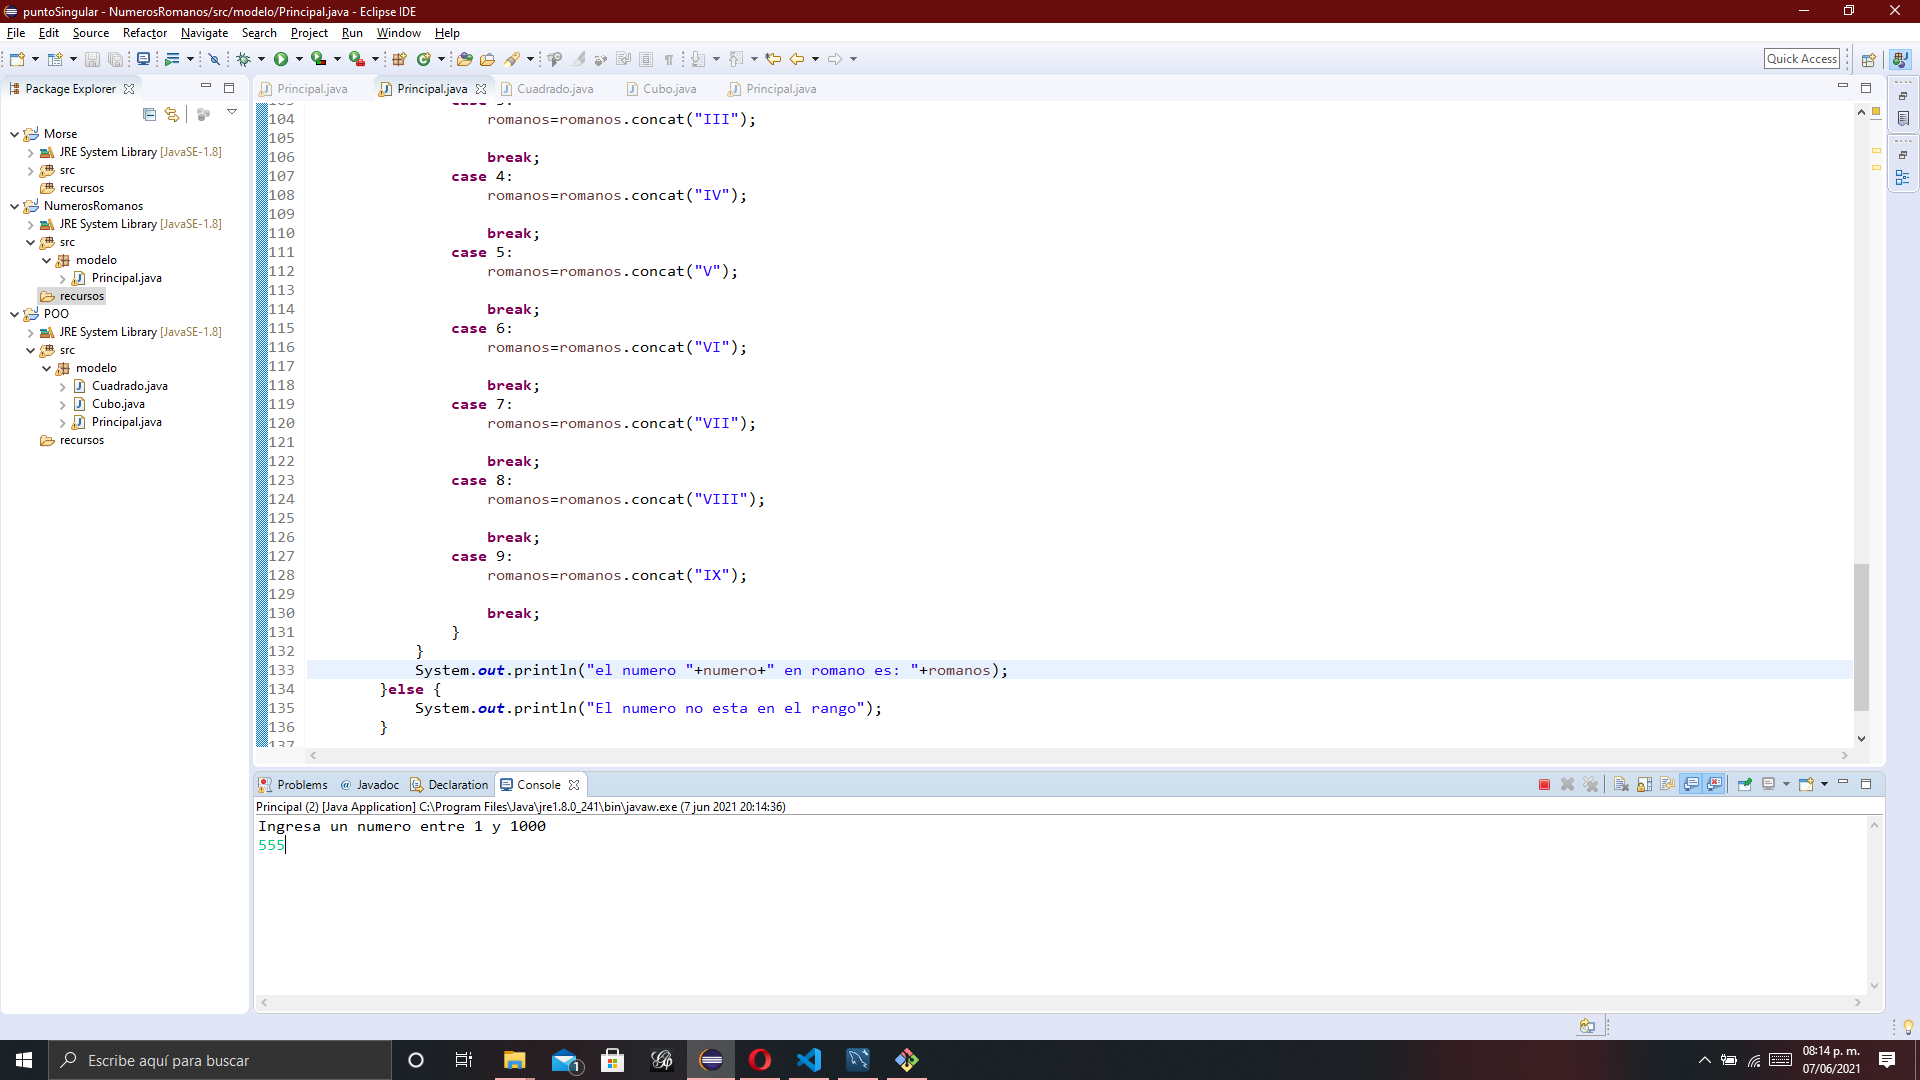 puntoSingular - NumerosRomanos/src/modelo/Principal.java - Eclipse IDE
File Edit Source Refactor Navigate Search Project Run Window Help
Quick Access
Package Explorer
Morse
JRE System Library [JavaSE-1.8]
src
recursos
NumerosRomanos
JRE System Library [JavaSE-1.8]
src
modelo
Principal.java
recursos
POO
JRE System Library [JavaSE-1.8]
src
modelo
Cuadrado.java
Cubo.java
Principal.java
recursos
Principal.java Principal.java Cuadrado.java Cubo.java Principal.java
104 romanos=romanos.concat("III");
105
106 break;
107 case 4:
108 romanos=romanos.concat("IV");
109
110 break;
111 case 5:
112 romanos=romanos.concat("V");
113
114 break;
115 case 6:
116 romanos=romanos.concat("VI");
117
118 break;
119 case 7:
120 romanos=romanos.concat("VII");
121
122 break;
123 case 8:
124 romanos=romanos.concat("VIII");
125
126 break;
127 case 9:
128 romanos=romanos.concat("IX");
129
130 break;
131 }
132 }
133 System.out.println("el numero "+numero+" en romano es: "+romanos);
134 }else {
135 System.out.println("El numero no esta en el rango");
136 }
137
Problems @ Javadoc Declaration Console
Principal (2) [Java Application] C:\Program Files\Java\jre1.8.0_241\bin\javaw.exe (7 jun 2021 20:14:36)
Ingresa un numero entre 1 y 1000
555
Escribe aquí para buscar
1
08:14 p. m.
07/06/2021